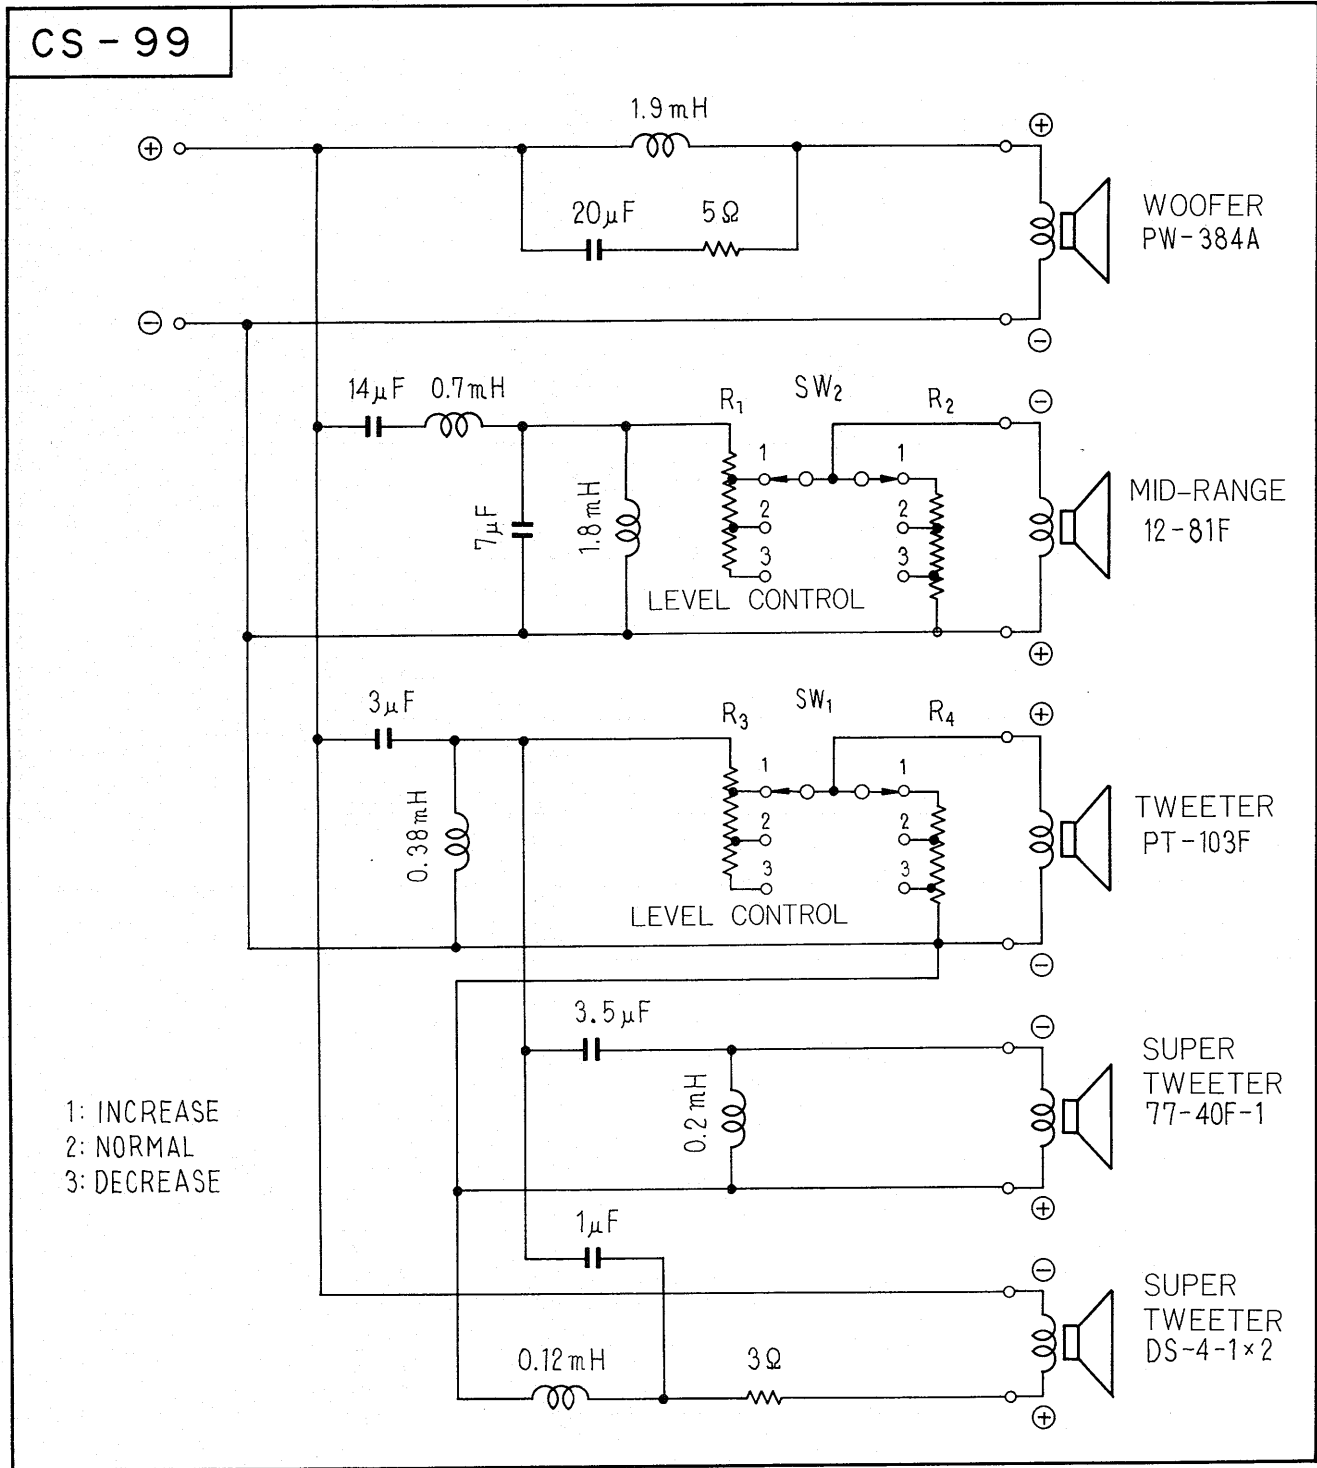 CS-99
1.9mH
⊕
⊕
20μF 5Ω
WOOFER
PW-384A
⊖
⊖
14μF 0.7mH
R₁ SW₂ R₂
⊖
1 1
7μF
1.8mH
2 2
3 3
MID-RANGE
12-81F
LEVEL CONTROL
⊕
3μF
R₃ SW₁ R₄
⊕
1 1
0.38mH
2 2
3 3
TWEETER
PT-103F
LEVEL CONTROL
⊖
3.5μF
⊖
0.2mH
SUPER
TWEETER
77-40F-1
1: INCREASE
2: NORMAL
3: DECREASE
⊕
1μF
⊖
SUPER
TWEETER
DS-4-1×2
0.12mH 3Ω
⊕